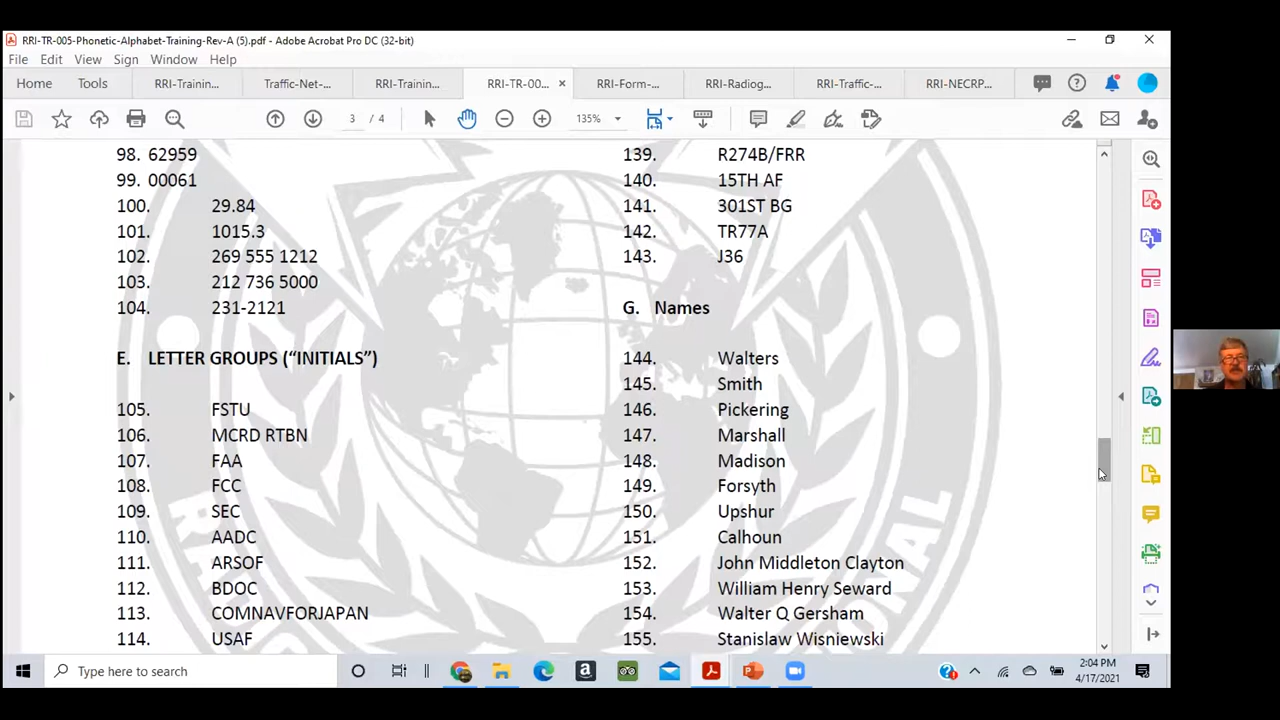 RRI-TR-005-Phonetic-Alphabet-Training-Rev-A (5).pdf - Adobe Acrobat Pro DC (32-bit)
File Edit View Sign Window Help
Home Tools RRI-Trainin... Traffic-Net-... RRI-Trainin... RRI-TR-00... RRI-Form-... RRI-Radiog... RRI-Traffic-... RRI-NECRP...
3 / 4 135%
98. 62959
99. 00061
100. 29.84
101. 1015.3
102. 269 555 1212
103. 212 736 5000
104. 231-2121
E. LETTER GROUPS (“INITIALS”)
105. FSTU
106. MCRD RTBN
107. FAA
108. FCC
109. SEC
110. AADC
111. ARSOF
112. BDOC
113. COMNAVFORJAPAN
114. USAF
139. R274B/FRR
140. 15TH AF
141. 301ST BG
142. TR77A
143. J36
G. Names
144. Walters
145. Smith
146. Pickering
147. Marshall
148. Madison
149. Forsyth
150. Upshur
151. Calhoun
152. John Middleton Clayton
153. William Henry Seward
154. Walter Q Gersham
155. Stanislaw Wisniewski
Type here to search
2:04 PM
4/17/2021